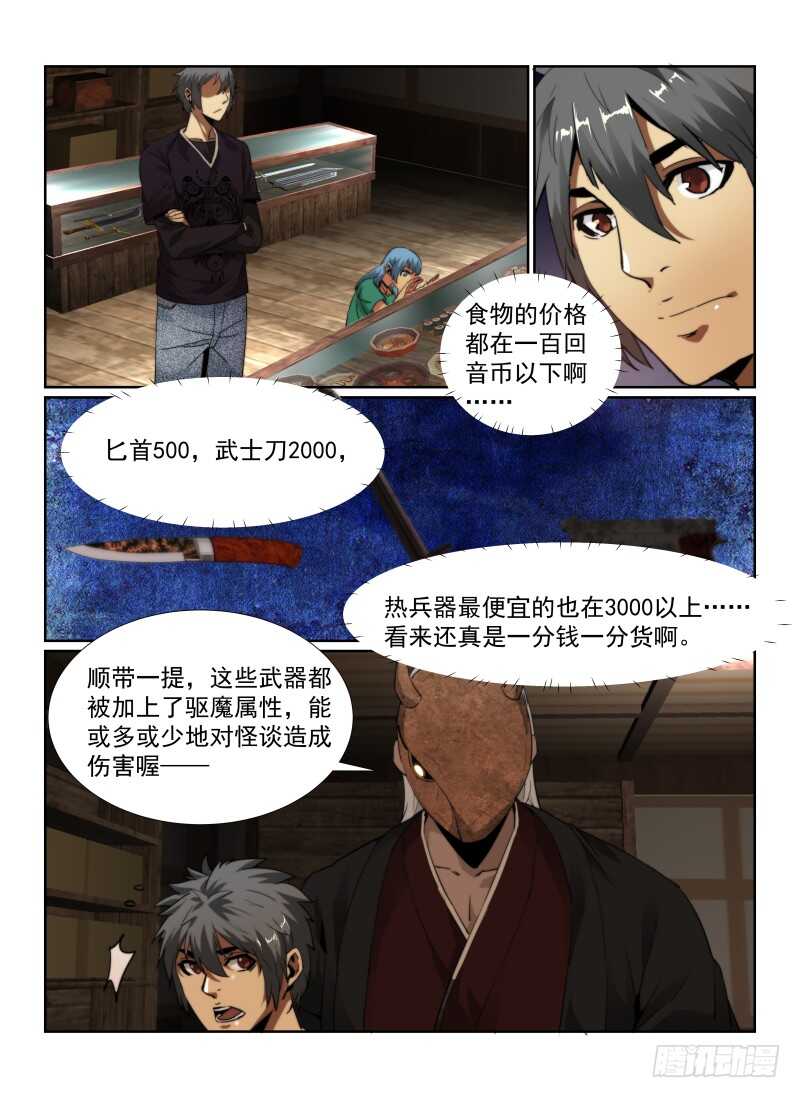 食物的价格
都在一百回
音币以下啊
……
匕首500，武士刀2000，
热兵器最便宜的也在3000以上……
看来还真是一分钱一分货啊。
顺带一提，这些武器都
被加上了驱魔属性，能
或多或少地对怪谈造成
伤害喔——
腾讯动漫